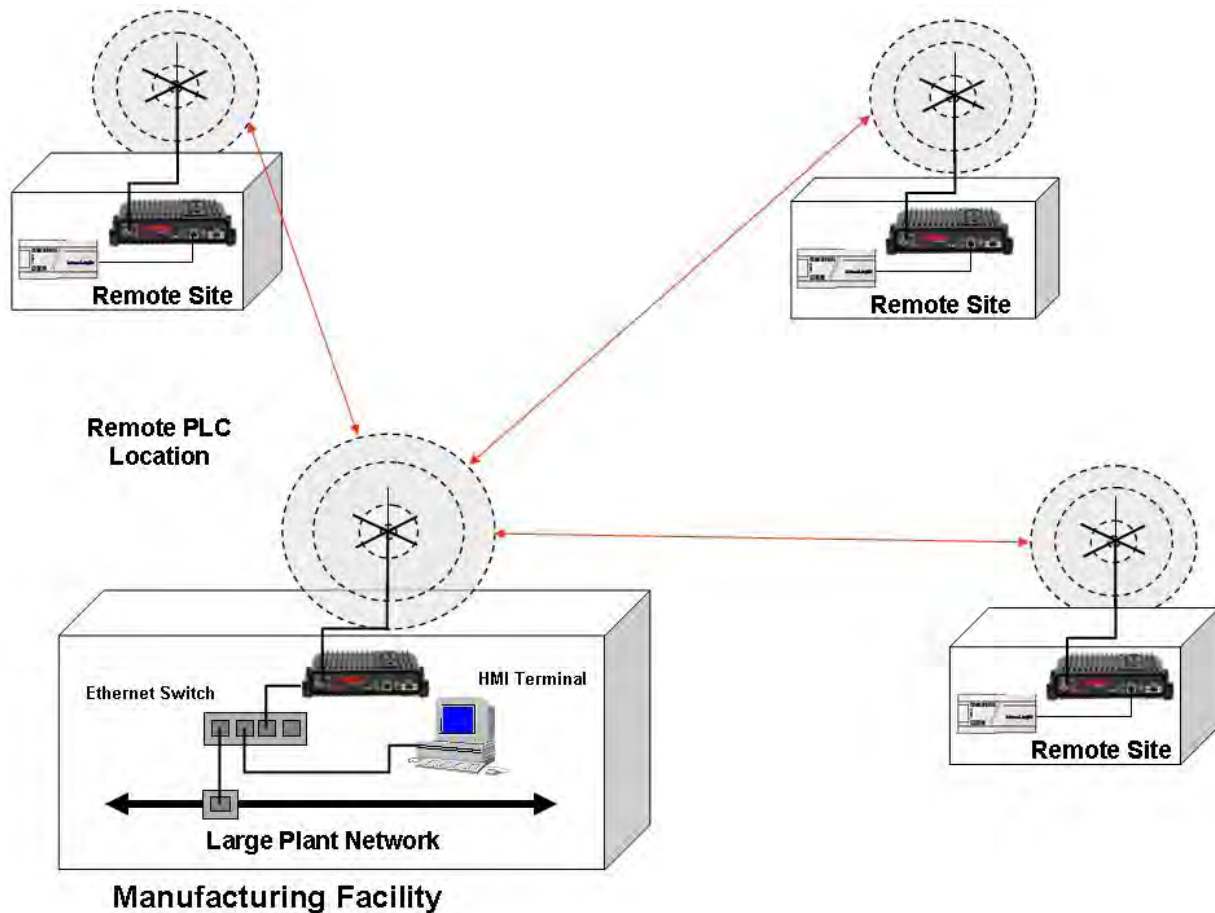 Remote Site
Remote Site
Remote PLC
Location
Ethernet Switch
HMI Terminal
Remote Site
Large Plant Network
Manufacturing Facility